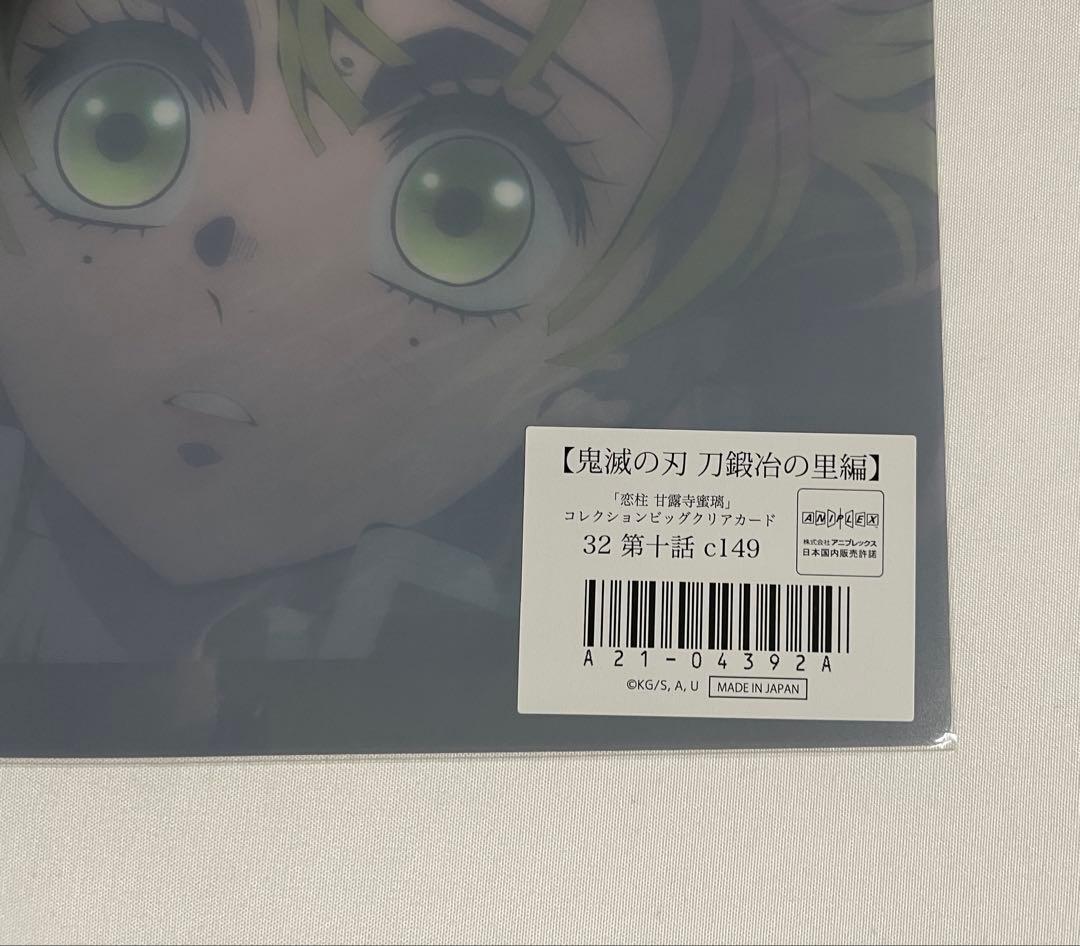 【鬼滅の刃 刀鍛冶の里編】
「恋柱 甘露寺蜜璃」
コレクションビッグクリアカード
32 第十話 c149
ANIPLEX
株式会社アニプレックス
日本国内販売許諾
A21-04392A
©KG/S, A, U
MADE IN JAPAN